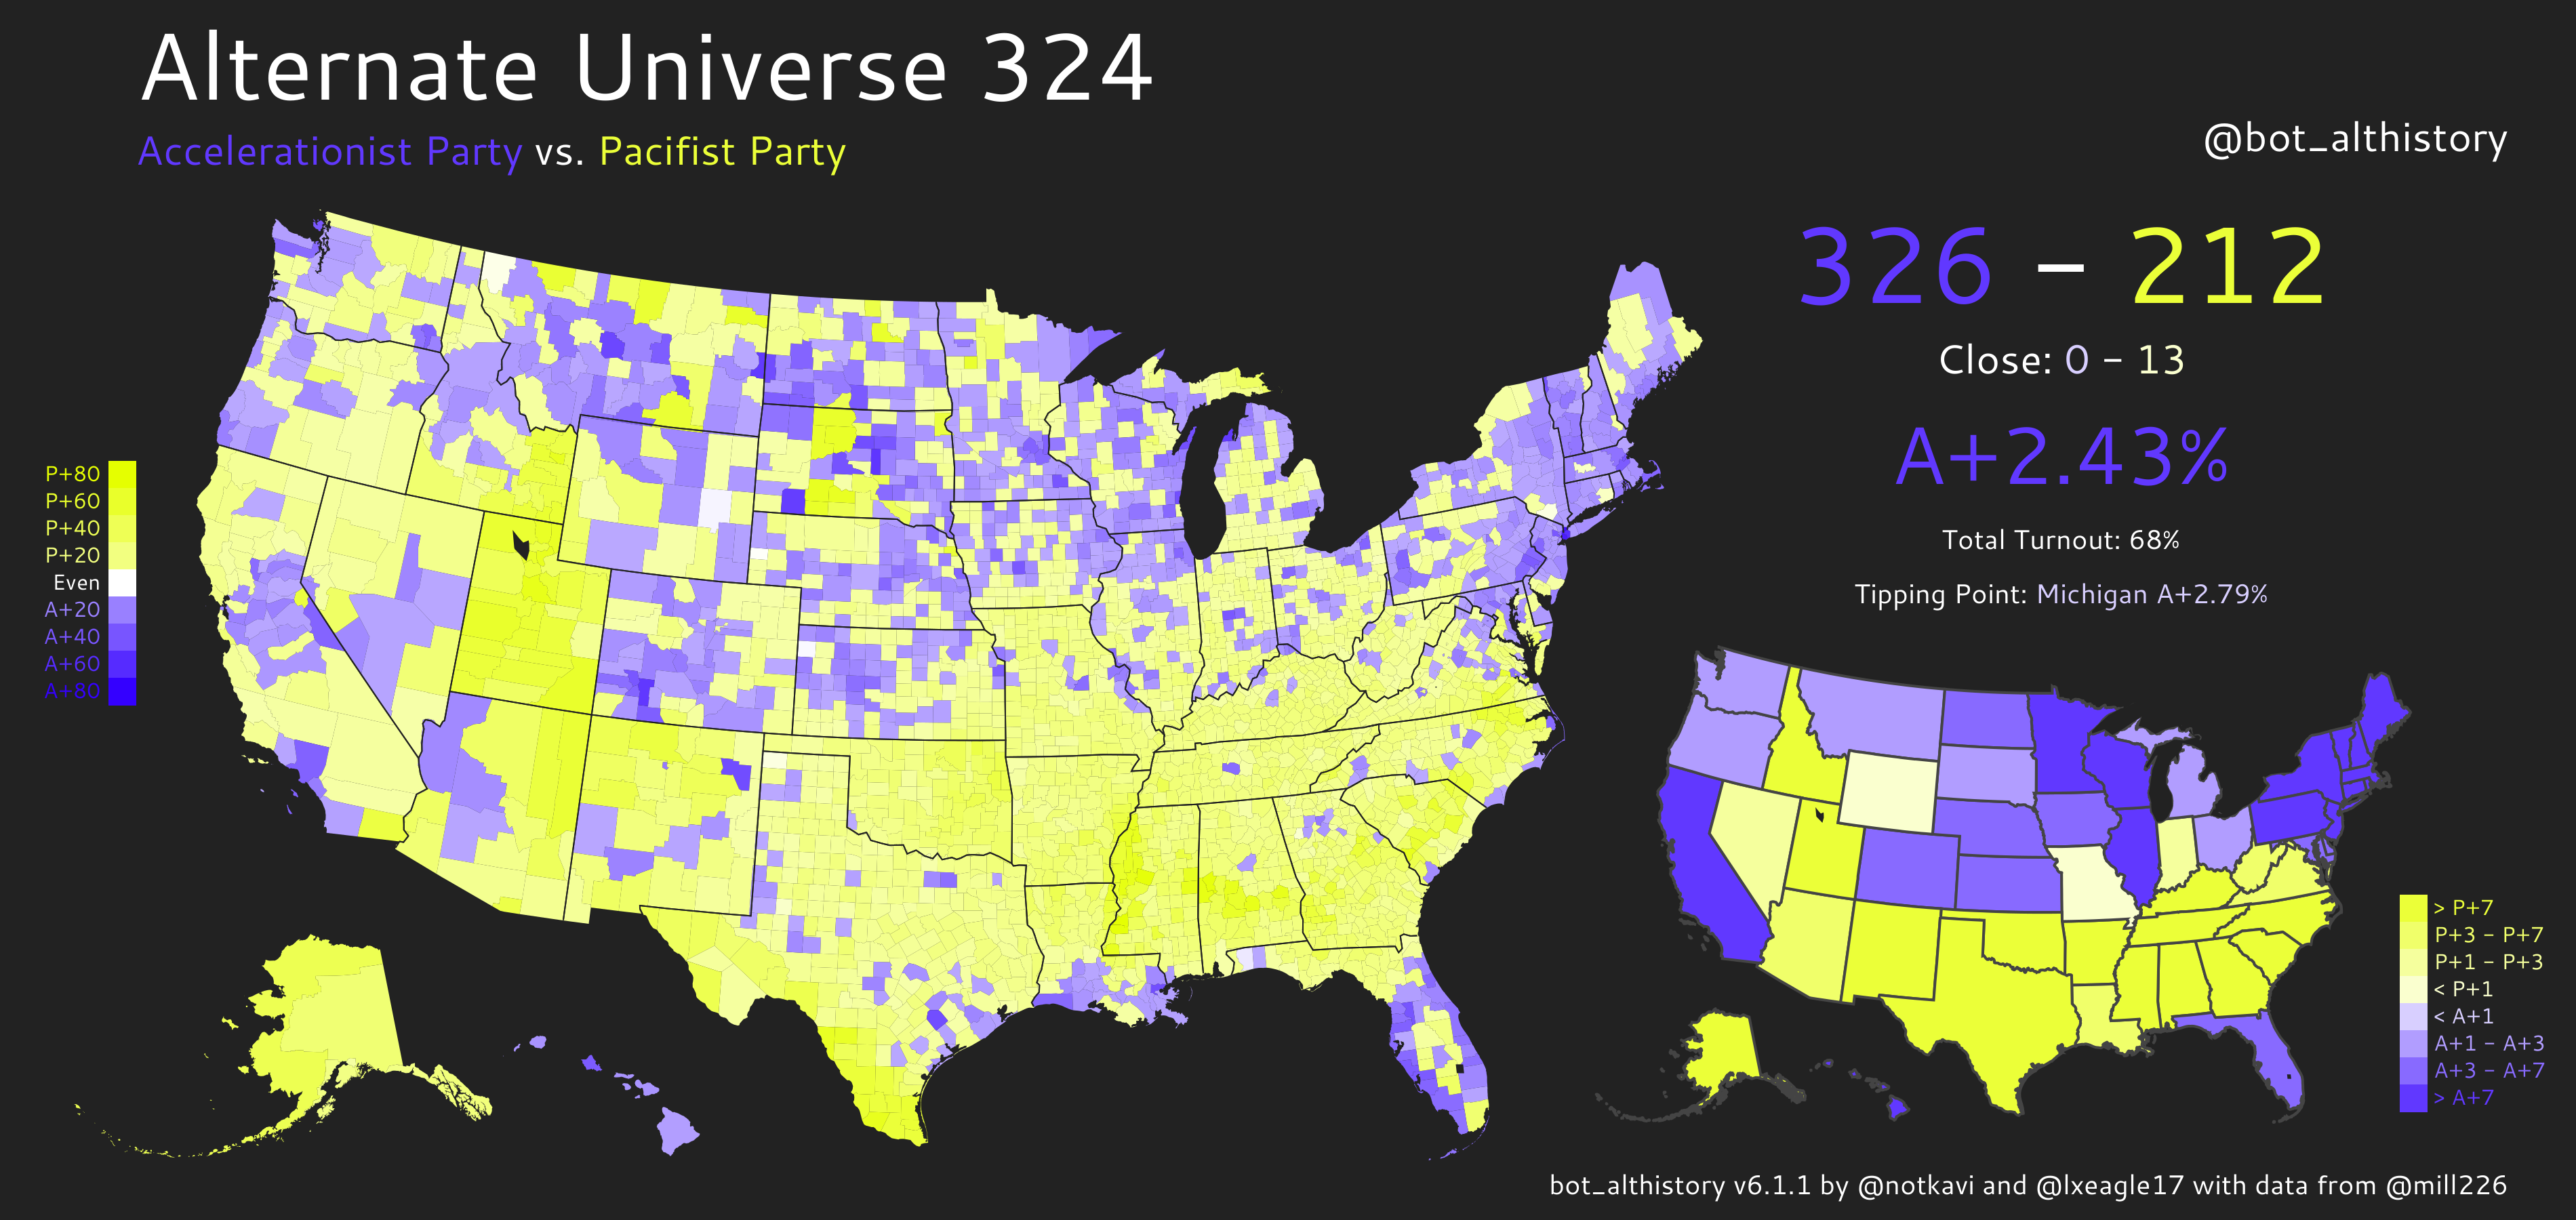 Alternate Universe 324
Accelerationist Party vs. Pacifist Party
@bot_althistory
326 – 212
Close: 0 – 13
A+2.43%
Total Turnout: 68%
Tipping Point: Michigan A+2.79%
P+80
P+60
P+40
P+20
Even
A+20
A+40
A+60
A+80
> P+7
P+3 – P+7
P+1 – P+3
< P+1
< A+1
A+1 – A+3
A+3 – A+7
> A+7
bot_althistory v6.1.1 by @notkavi and @lxeagle17 with data from @mill226